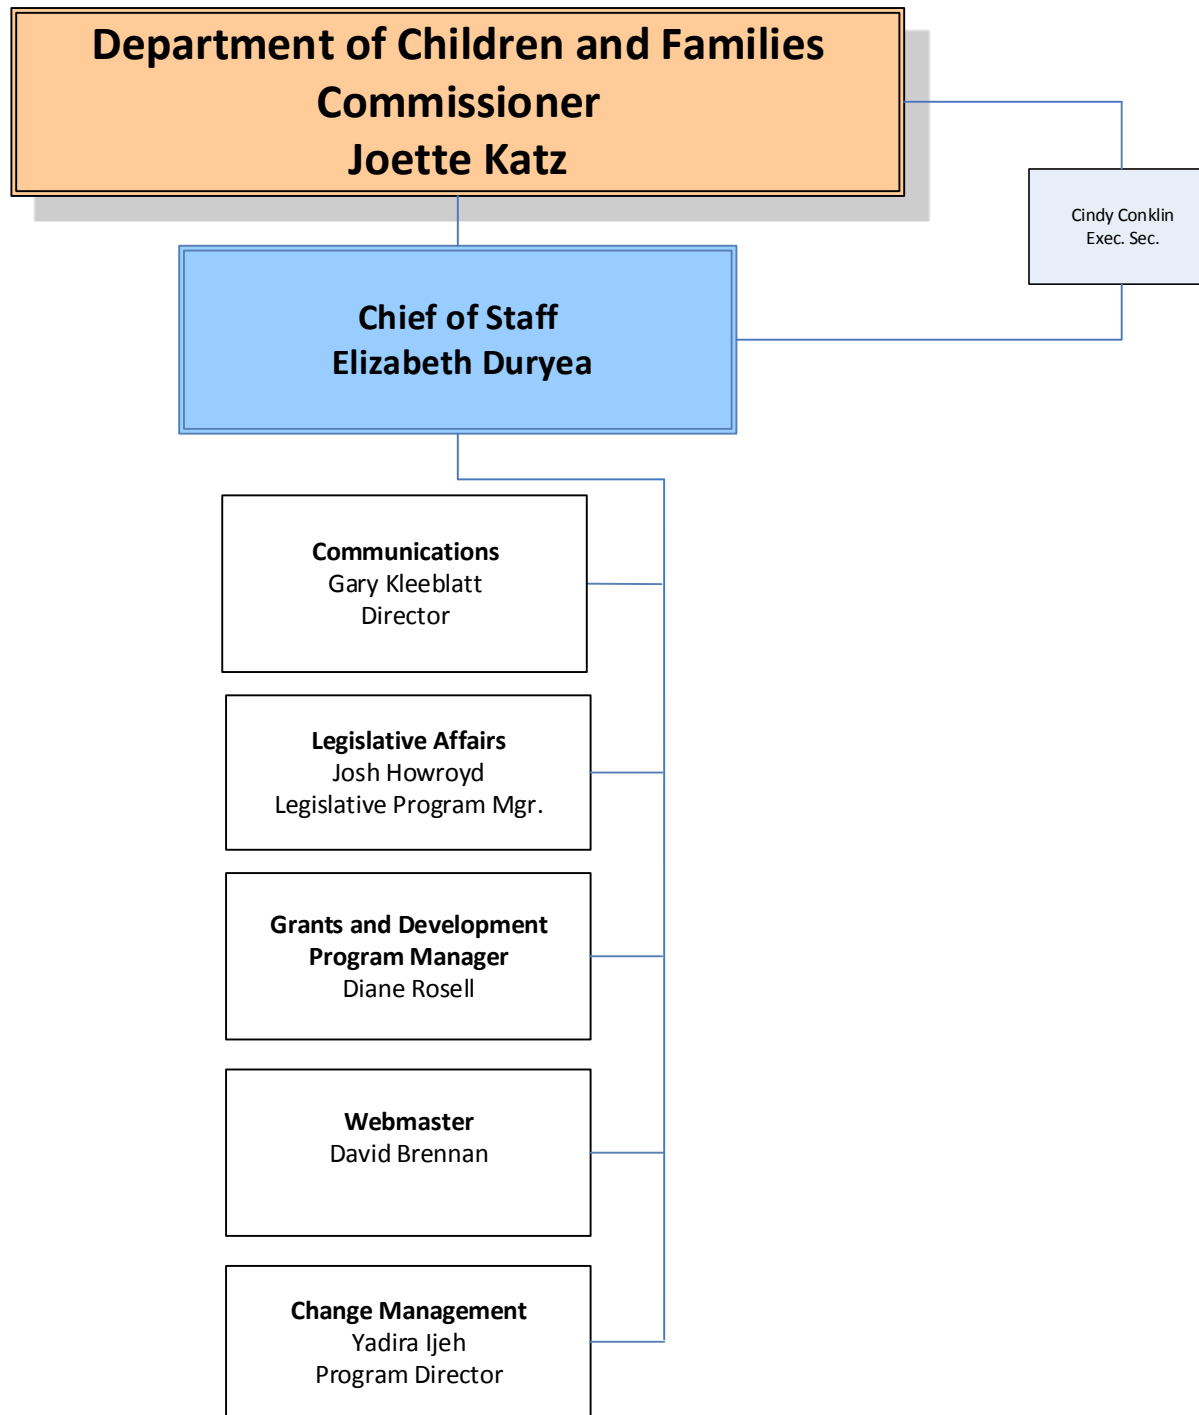 Department of Children and Families
Commissioner
Joette Katz
Cindy Conklin
Exec. Sec.
Chief of Staff
Elizabeth Duryea
Communications
Gary Kleeblatt
Director
Legislative Affairs
Josh Howroyd
Legislative Program Mgr.
Grants and Development
Program Manager
Diane Rosell
Webmaster
David Brennan
Change Management
Yadira Ijeh
Program Director